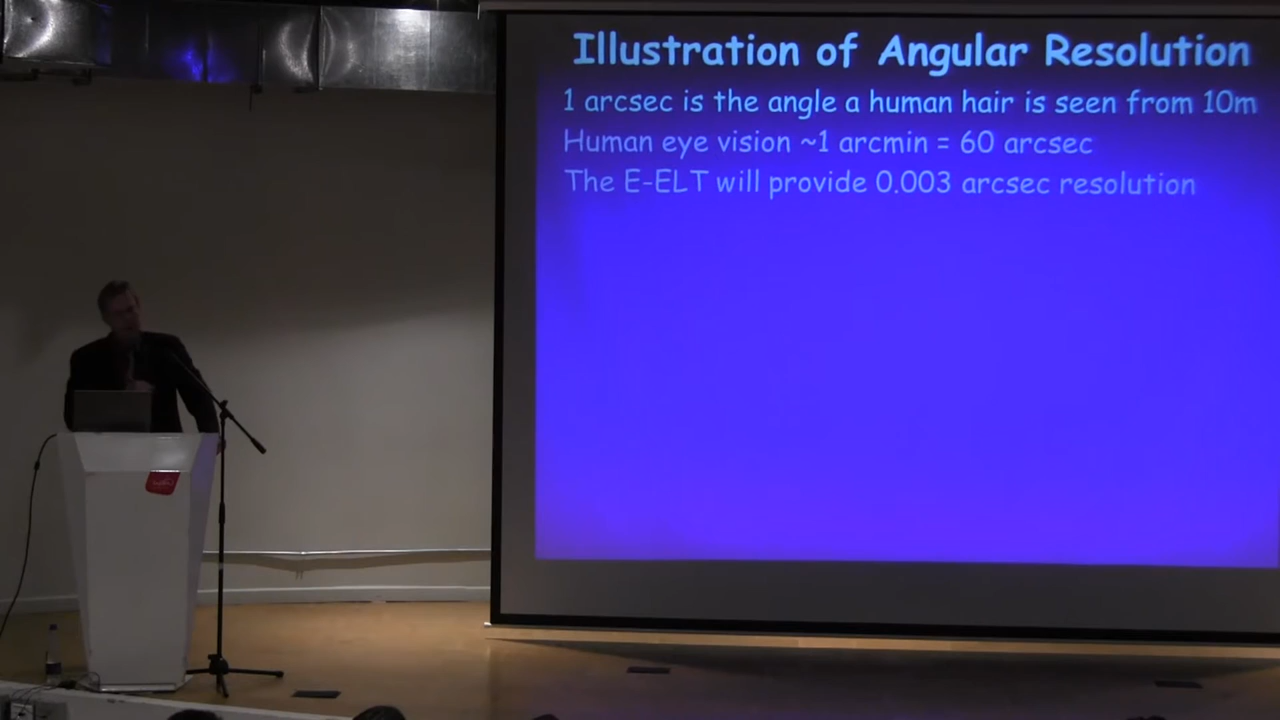 Illustration of Angular Resolution
1 arcsec is the angle a human hair is seen from 10m
Human eye vision ~1 arcmin = 60 arcsec
The E-ELT will provide 0.003 arcsec resolution